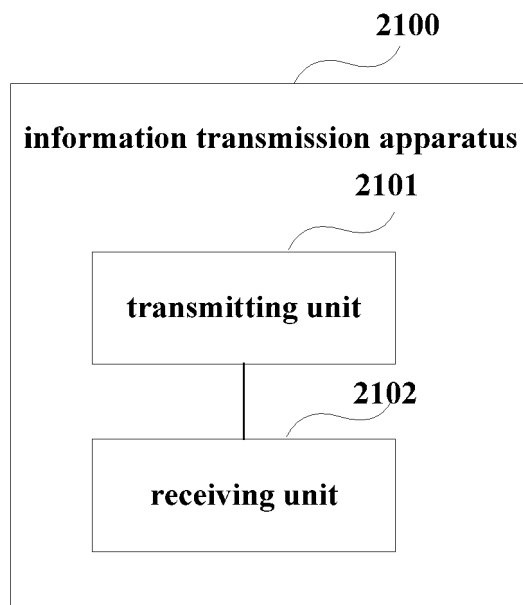 2100
information transmission apparatus
2101
transmitting unit
2102
receiving unit